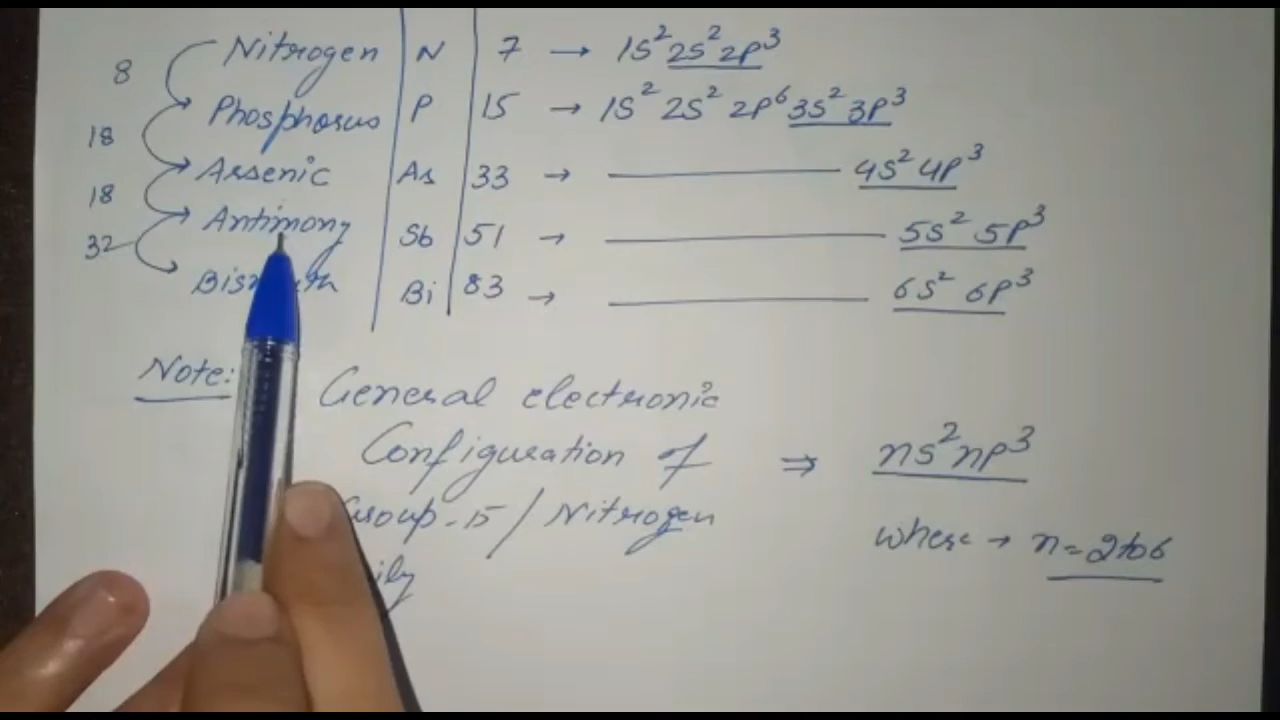 Nitrogen N 7 → 1s² 2s² 2p³
8
Phosphorus P 15 → 1s² 2s² 2p⁶ 3s² 3p³
18
Arsenic As 33 → 4s² 4p³
18
Antimony Sb 51 → 5s² 5p³
32
Bi 83 → 6s² 6p³
Note: General electronic
Configuration of ⇒ ns² np³
Group-15 / Nitrogen
where → n = 2 to 6